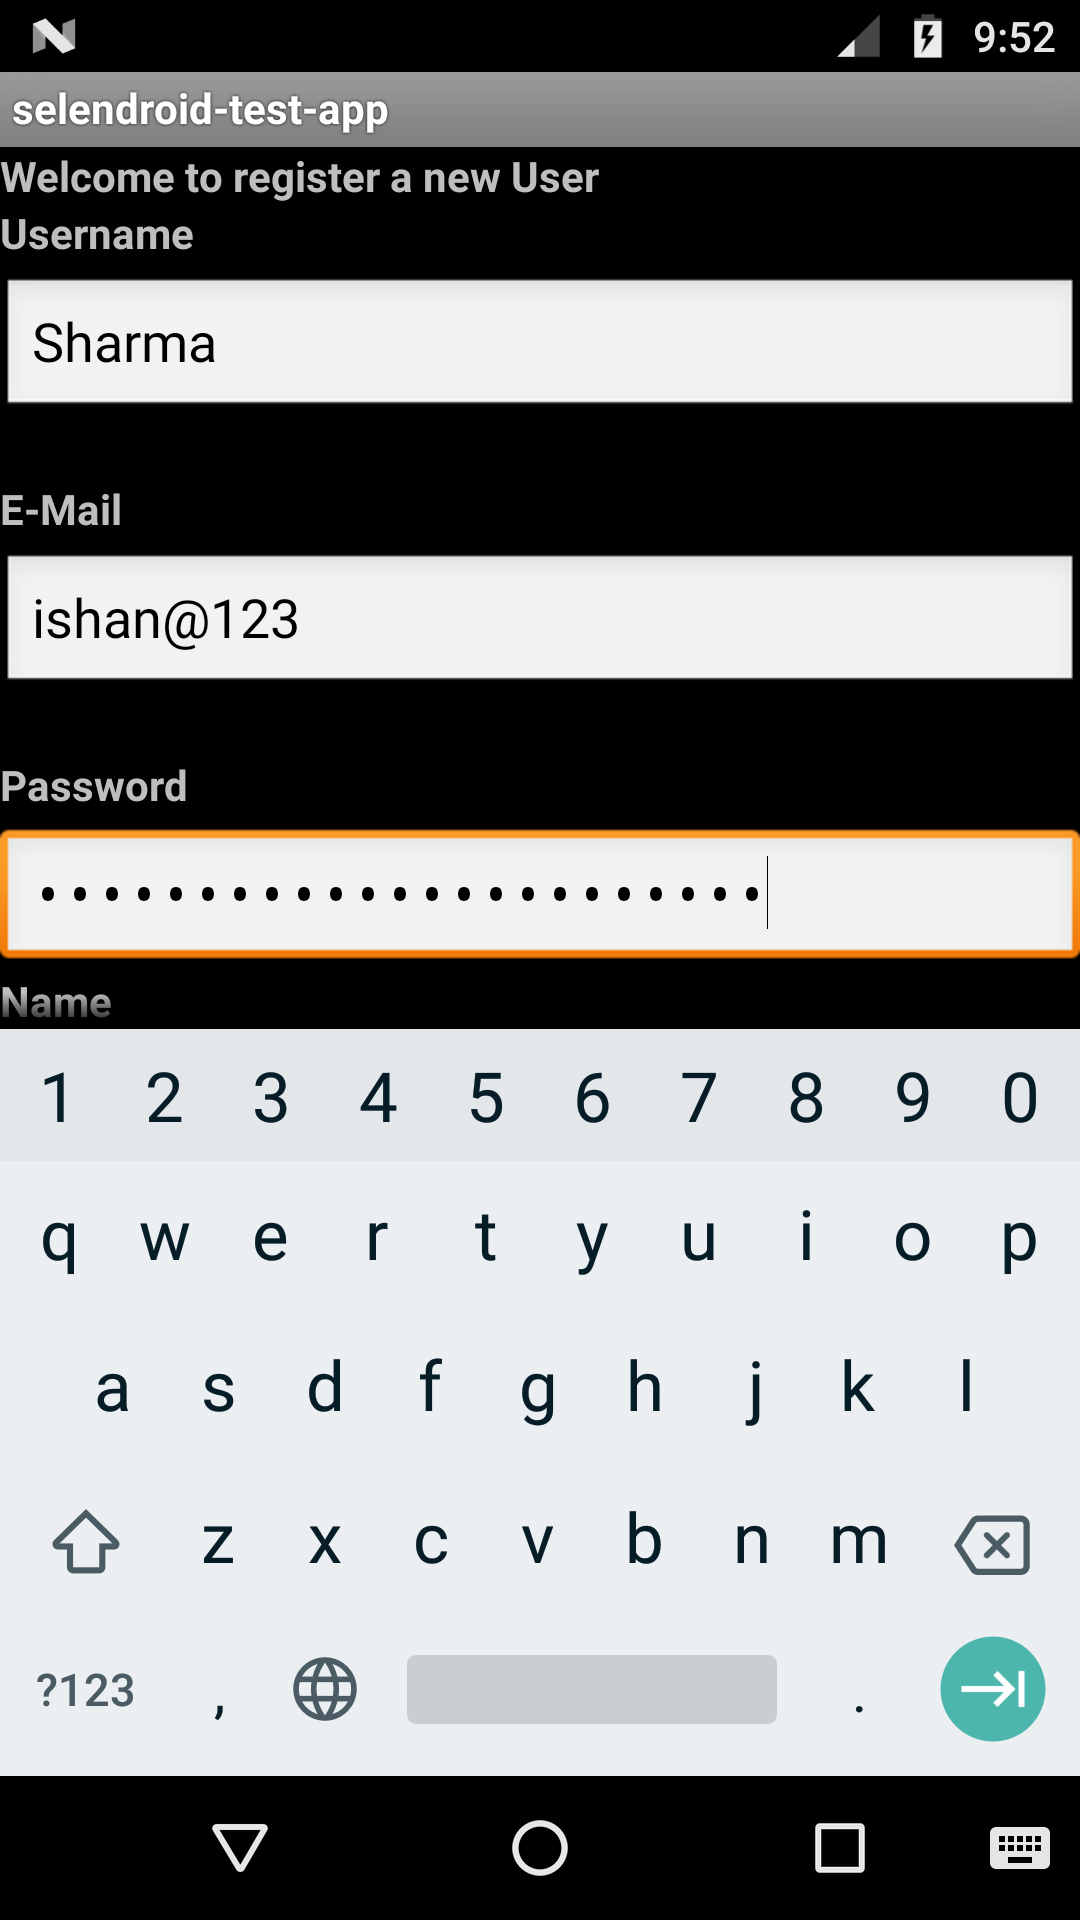 9:52
selendroid-test-app
Welcome to register a new User
Username
Sharma
E-Mail
ishan@123
Password
•••••••••••••••••••••••
Name
1 2 3 4 5 6 7 8 9 0
q w e r t y u i o p
a s d f g h j k l
z x c v b n m
?123 , .